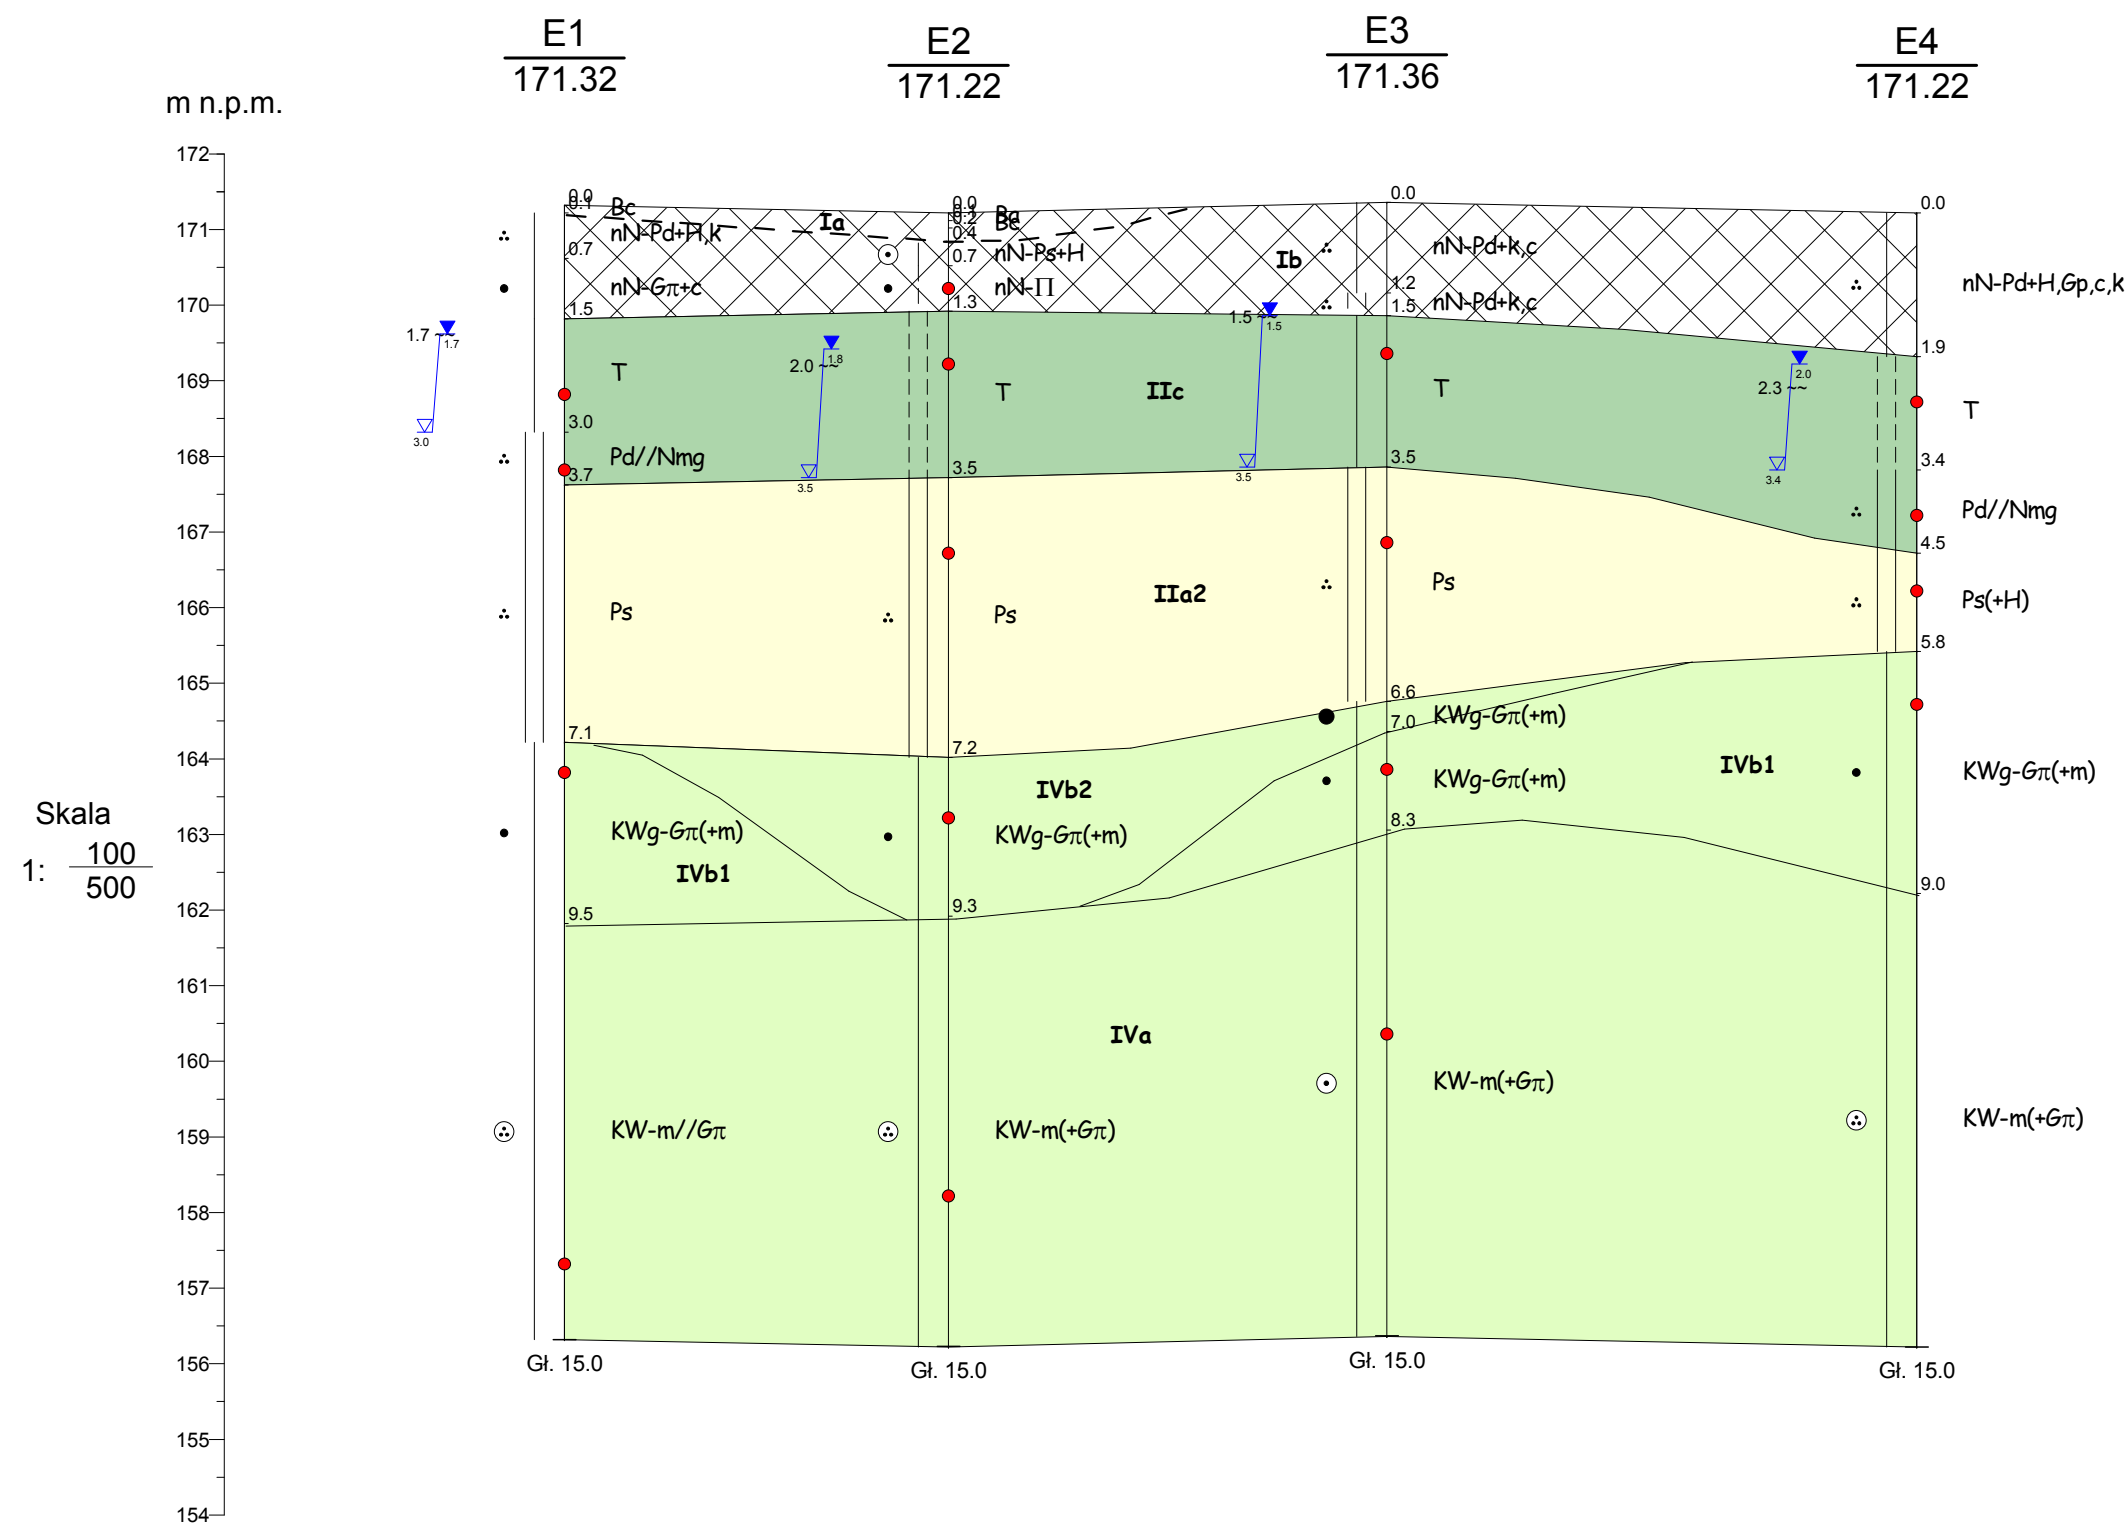 E1
171.32
E2
171.22
E3
171.36
E4
171.22
m n.p.m.
172
171
170
169
168
167
166
165
164
163
162
161
160
159
158
157
156
155
154
Skala
1: 100
500
1.7 ~~
1.7
3.0
0.0
0.1
0.7
1.5
3.0
3.7
7.1
9.5
Bc
nN-Pd+H,k
nN-Gπ+c
T
Pd//Nmg
Ps
KWg-Gπ(+m)
IVb1
KW-m//Gπ
Gł. 15.0
Ia
2.0 ~~
1.8
3.5
0.0
0.1
0.2
0.4
0.7
1.3
3.5
7.2
9.3
Ba
Bc
nN-Ps+H
nN-Π
T
Ps
IVb2
KWg-Gπ(+m)
KW-m(+Gπ)
Gł. 15.0
Ib
IIc
IIa2
IVa
1.5 ~~
1.5
3.5
0.0
1.2
1.5
3.5
6.6
7.0
8.3
nN-Pd+k,c
nN-Pd+k,c
T
Ps
KWg-Gπ(+m)
KWg-Gπ(+m)
KW-m(+Gπ)
Gł. 15.0
IVb1
2.3 ~~
2.0
3.4
0.0
1.9
3.4
4.5
5.8
9.0
nN-Pd+H,Gp,c,k
T
Pd//Nmg
Ps(+H)
KWg-Gπ(+m)
KW-m(+Gπ)
Gł. 15.0